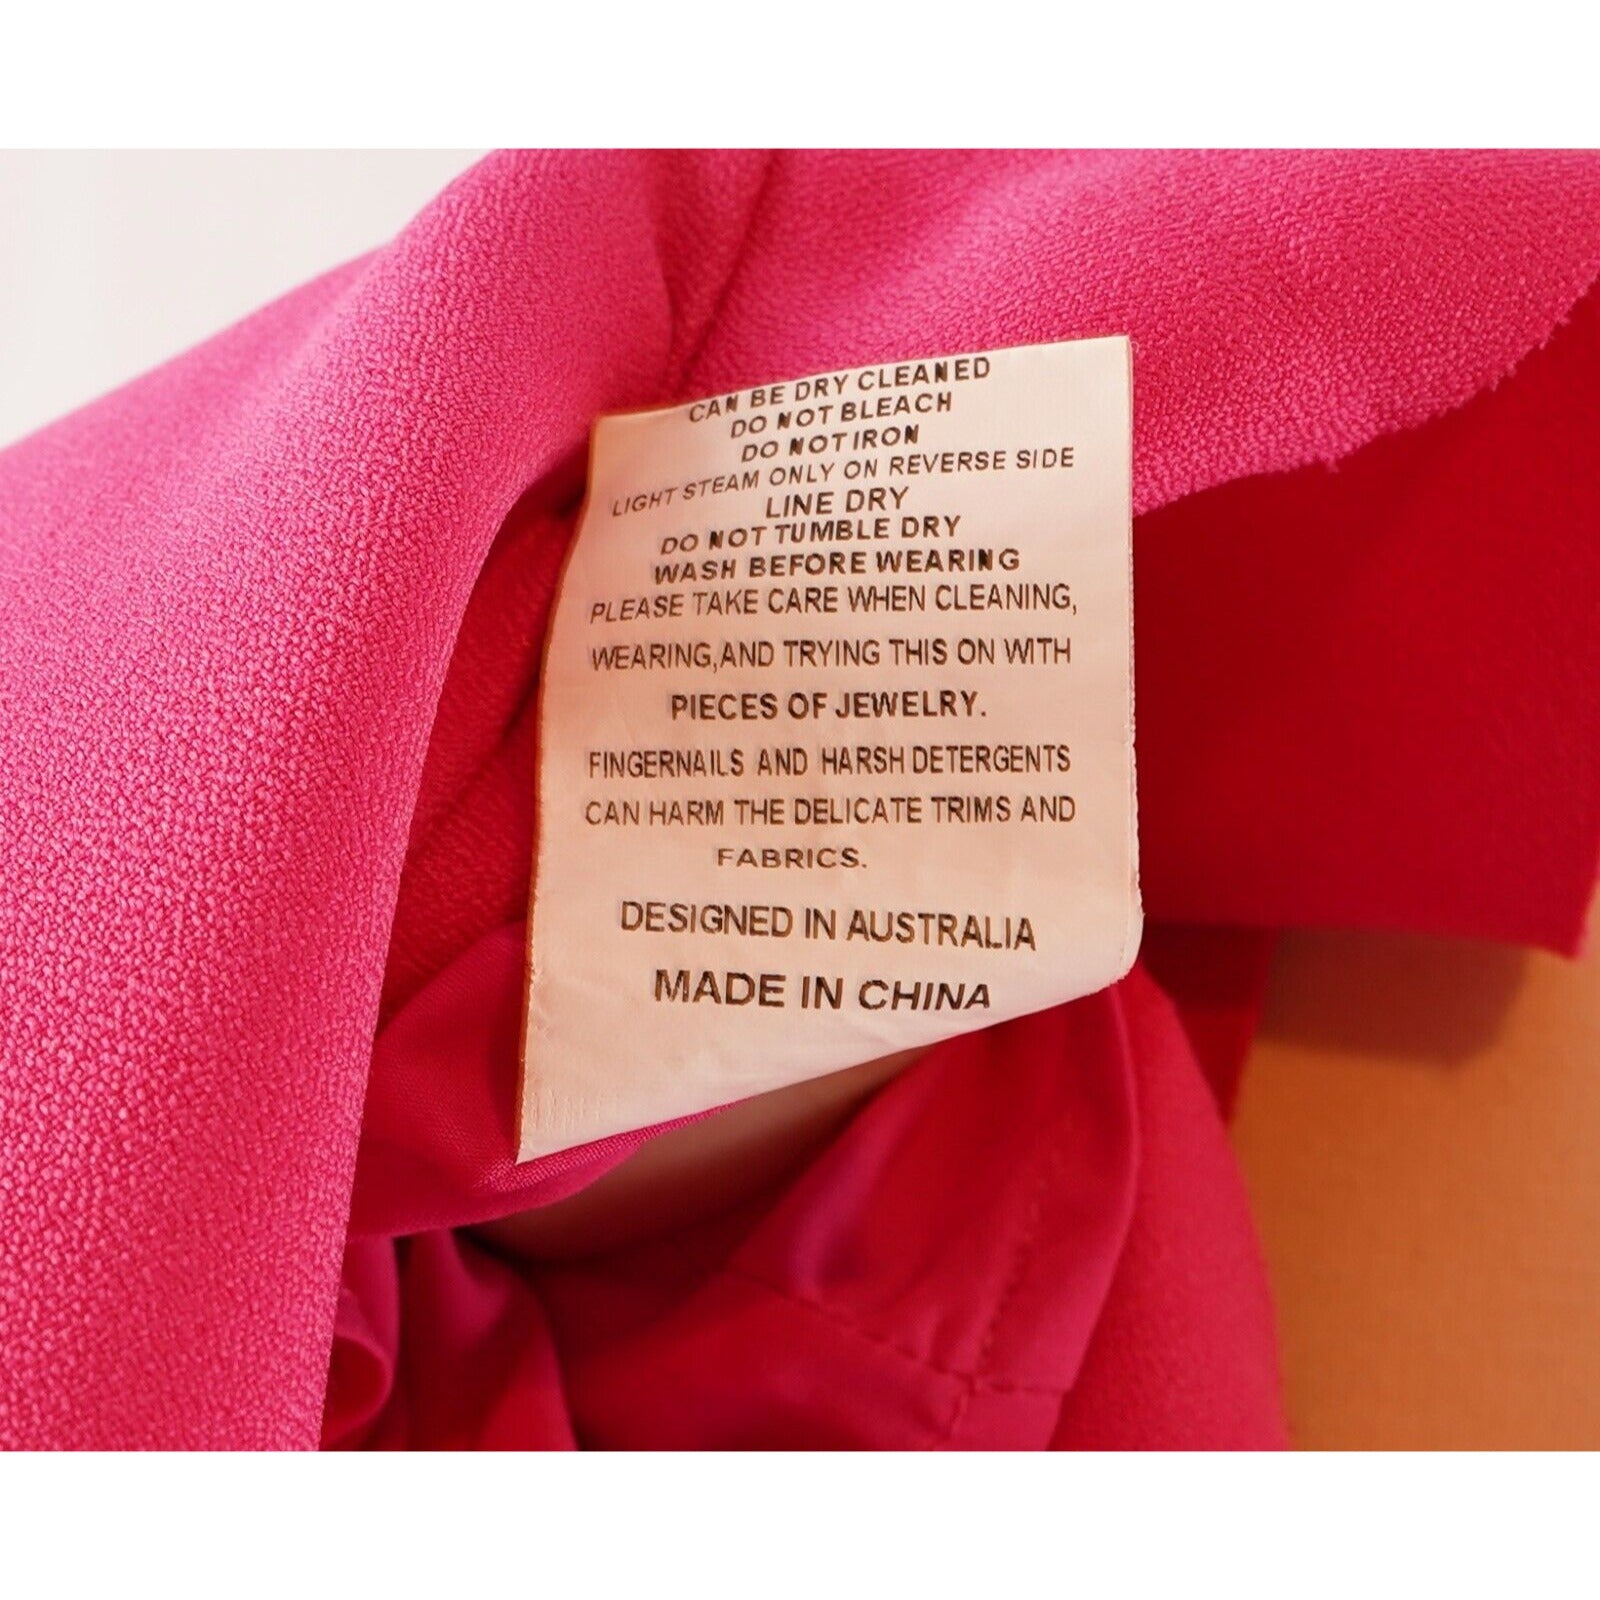 CAN BE DRY CLEANED
DO NOT BLEACH
DO NOT IRON
LIGHT STEAM ONLY ON REVERSE SIDE
LINE DRY
DO NOT TUMBLE DRY
WASH BEFORE WEARING
PLEASE TAKE CARE WHEN CLEANING,
WEARING,AND TRYING THIS ON WITH
PIECES OF JEWELRY.
FINGERNAILS AND HARSH DETERGENTS
CAN HARM THE DELICATE TRIMS AND
FABRICS.
DESIGNED IN AUSTRALIA
MADE IN CHINA